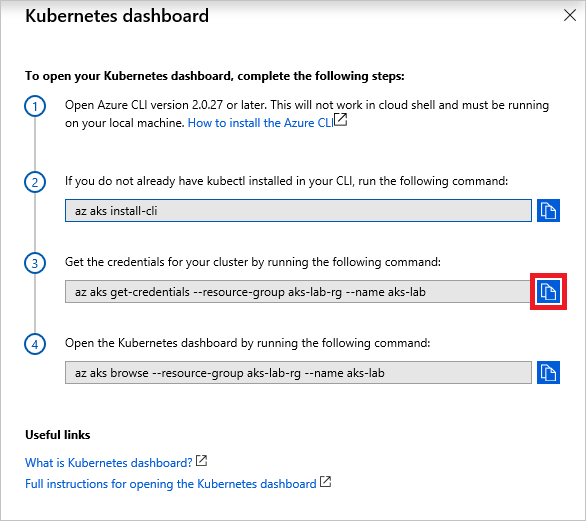 Kubernetes dashboard
To open your Kubernetes dashboard, complete the following steps:
1
Open Azure CLI version 2.0.27 or later. This will not work in cloud shell and must be running
on your local machine. How to install the Azure CLI
2
If you do not already have kubectl installed in your CLI, run the following command:
az aks install-cli
3
Get the credentials for your cluster by running the following command:
az aks get-credentials --resource-group aks-lab-rg --name aks-lab
4
Open the Kubernetes dashboard by running the following command:
az aks browse --resource-group aks-lab-rg --name aks-lab
Useful links
What is Kubernetes dashboard?
Full instructions for opening the Kubernetes dashboard